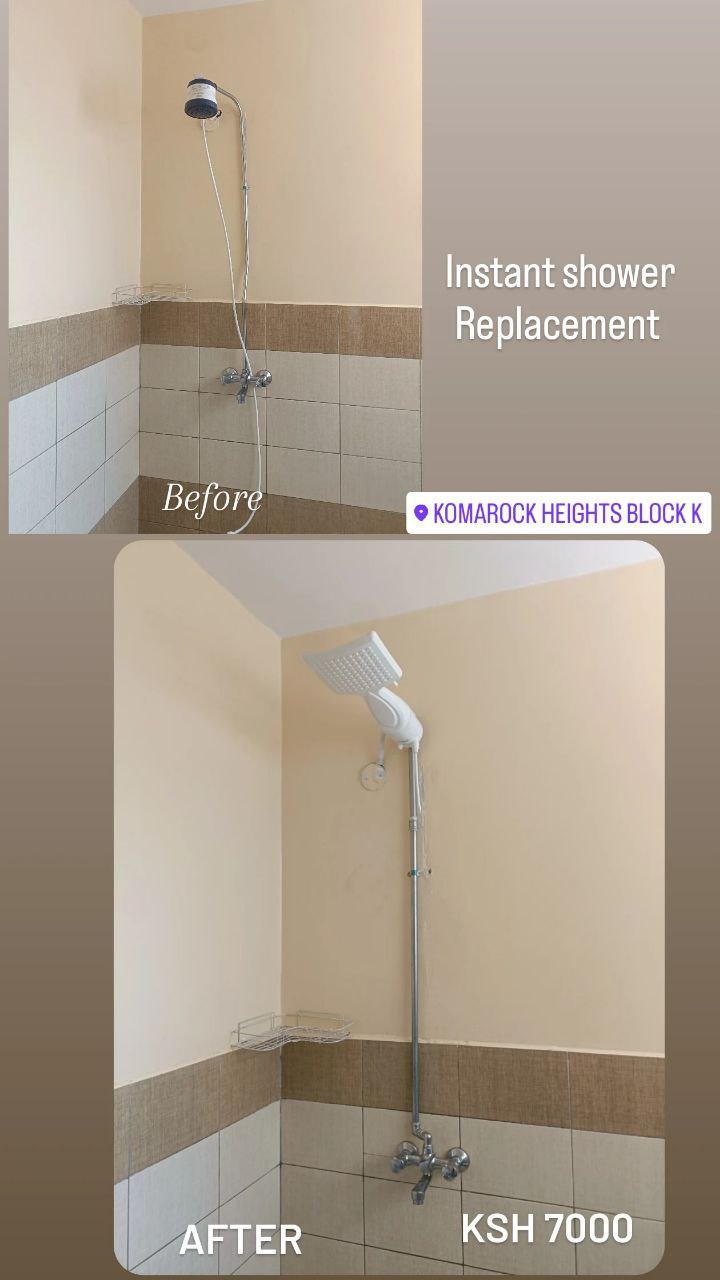 Instant shower
Replacement
Before
KOMAROCK HEIGHTS BLOCK K
AFTER
KSH 7000